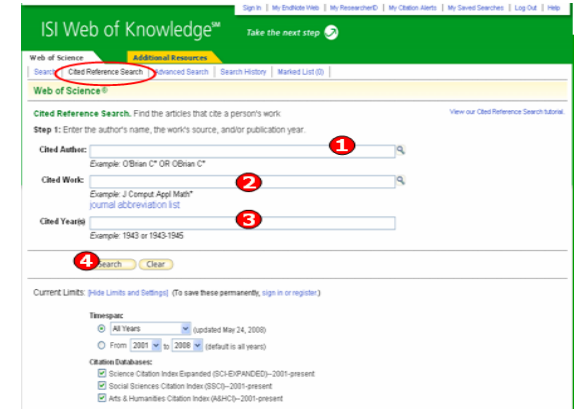 Sign In | My EndNote Web | My ResearcherID | My Citation Alerts | My Saved Searches | Log Out | Help
ISI Web of Knowledge℠ Take the next step
Web of Science Additional Resources
Search | Cited Reference Search | Advanced Search | Search History | Marked List (0)
Web of Science®
Cited Reference Search. Find the articles that cite a person's work View our Cited Reference Search tutorial.
Step 1: Enter the author's name, the work's source, and/or publication year.
Cited Author: 1
Example: O'Brian C* OR OBrian C*
Cited Work: 2
Example: J Comput Appl Math*
journal abbreviation list
Cited Year(s) 3
Example: 1943 or 1943-1945
4 Search Clear
Current Limits: [Hide Limits and Settings] (To save these permanently, sign in or register.)
Timespan:
All Years (updated May 24, 2008)
From 2001 to 2008 (default is all years)
Citation Databases:
Science Citation Index Expanded (SCI-EXPANDED)--2001-present
Social Sciences Citation Index (SSCI)--2001-present
Arts & Humanities Citation Index (A&HCI)--2001-present